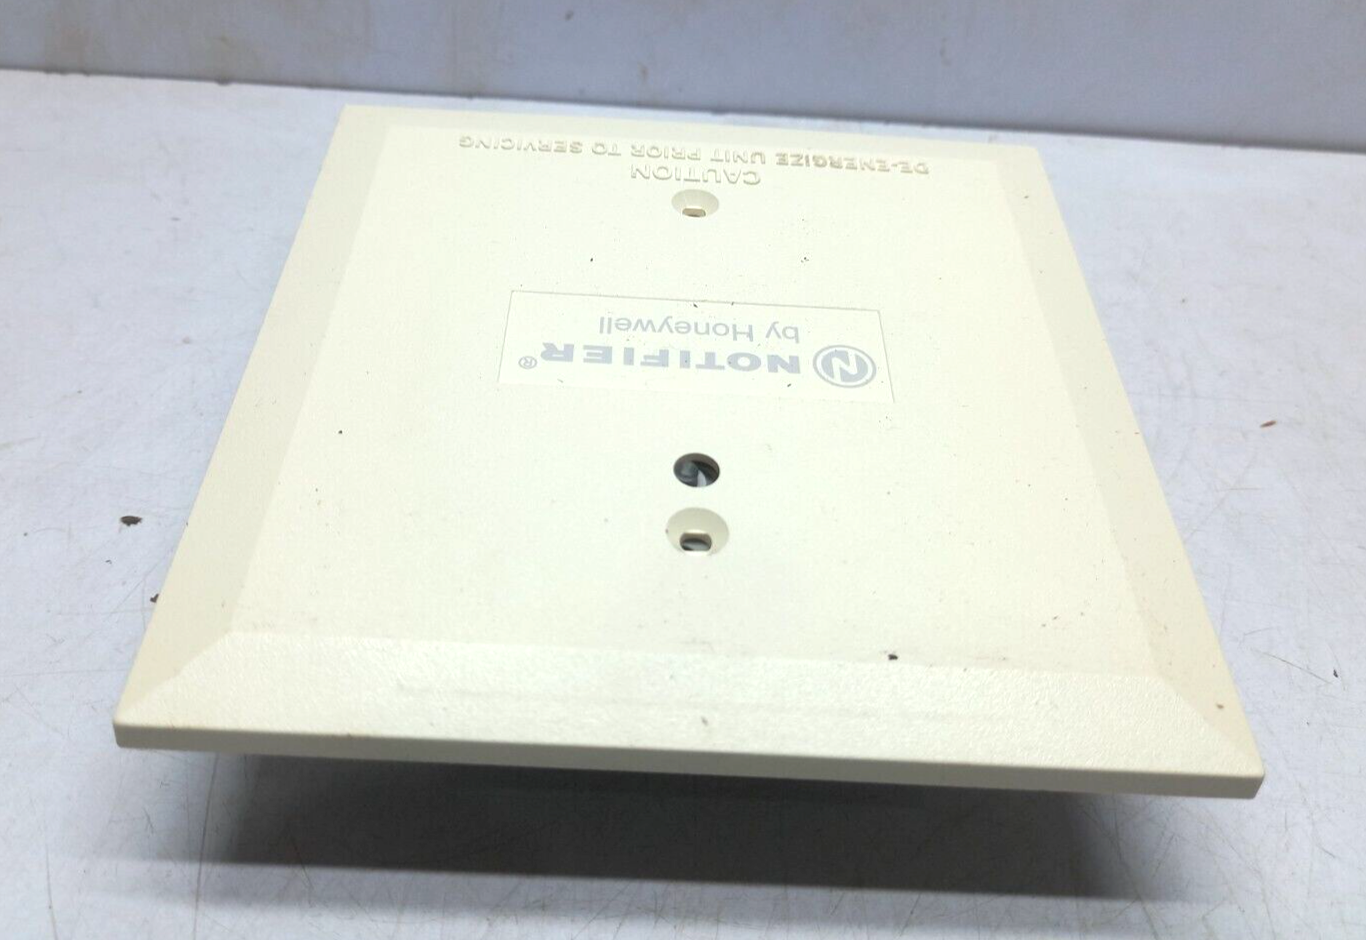 NOTIFIER®
by Honeywell
CAUTION
DE-ENERGIZE UNIT PRIOR TO SERVICING